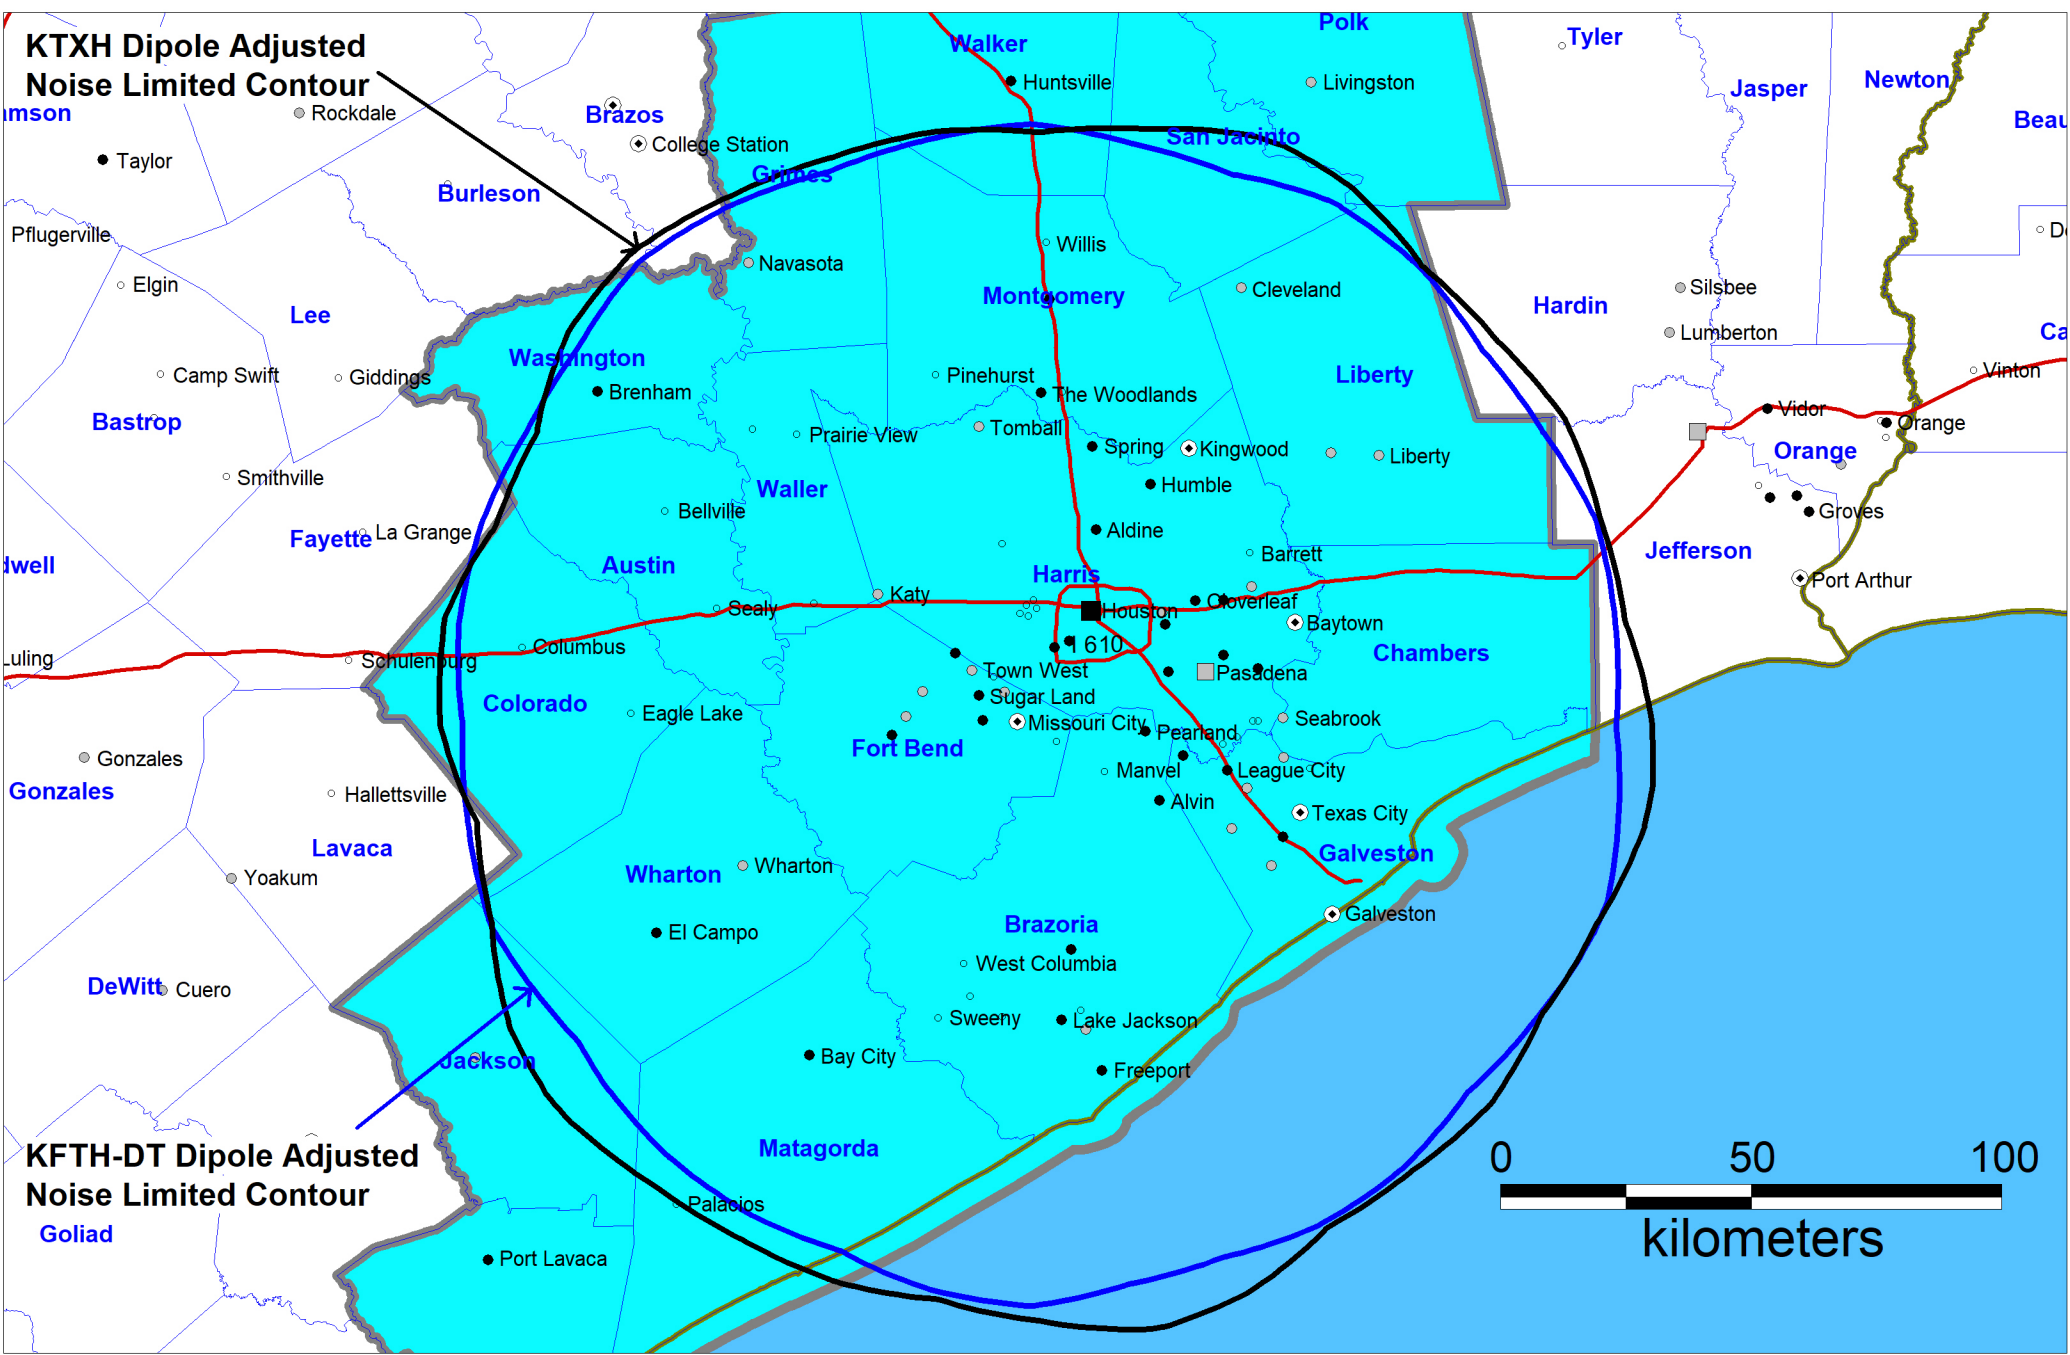 KTXH Dipole Adjusted
Noise Limited Contour
Walker
Polk
Tyler
Huntsville
Livingston
Jasper
Newton
Rockdale
Brazos
College Station
San Jacinto
Beau
Taylor
Grimes
Burleson
Pflugerville
Willis
Navasota
Elgin
Lee
Montgomery
Cleveland
Hardin
Silsbee
Lumberton
Washington
Camp Swift
Giddings
Brenham
Pinehurst
The Woodlands
Liberty
Vinton
Bastrop
Prairie View
Tomball
Spring
Kingwood
Liberty
Vidor
Orange
Orange
Smithville
Waller
Humble
Bellville
Groves
Fayette
La Grange
Aldine
Barrett
Jefferson
dwell
Austin
Harris
Port Arthur
Sealy
Katy
Houston
Cloverleaf
Baytown
Luling
Schulenburg
Columbus
1610
Chambers
Town West
Pasadena
Colorado
Eagle Lake
Sugar Land
Missouri City
Seabrook
Pearland
Fort Bend
Gonzales
Manvel
League City
Gonzales
Hallettsville
Alvin
Texas City
Lavaca
Galveston
Yoakum
Wharton
Wharton
Galveston
El Campo
Brazoria
West Columbia
DeWitt
Cuero
Sweeny
Lake Jackson
Jackson
Bay City
Freeport
KFTH-DT Dipole Adjusted
Noise Limited Contour
Matagorda
0 50 100
kilometers
Palacios
Goliad
Port Lavaca